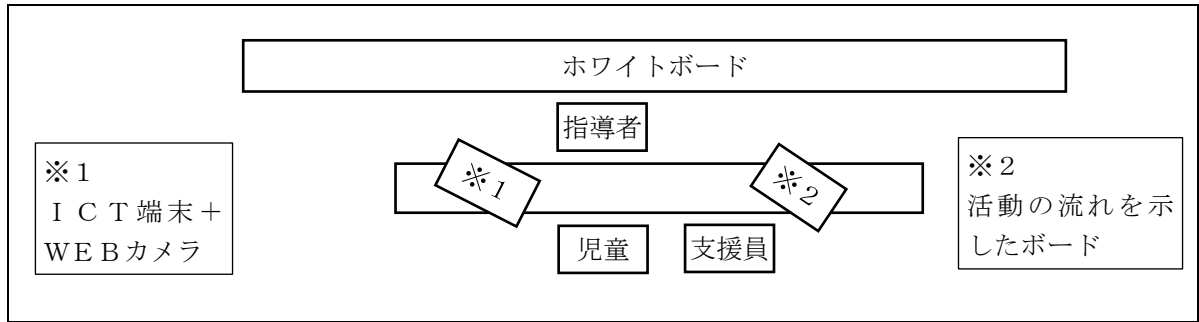 ホワイトボード
指導者
※1
ＩＣＴ端末＋
ＷＥＢカメラ
※1
※2
※2
活動の流れを示
したボード
児童
支援員